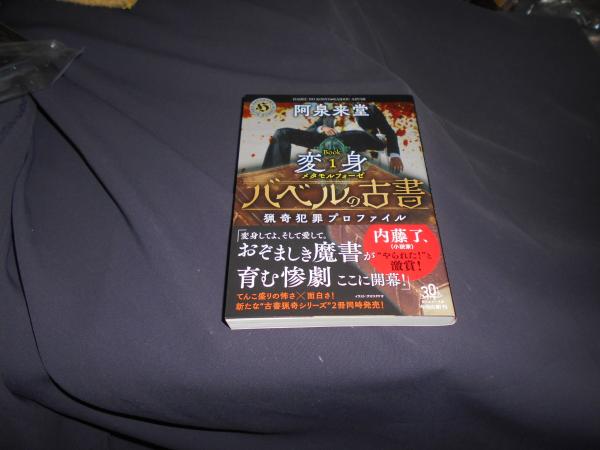 阿泉来堂
Book
変1身
メタモルフォーゼ
バベルの古書
猟奇犯罪プロファイル
「変身してよ、そして愛して。
おぞましき魔書が
育む惨劇 ここに開幕!」
内藤了、
(小説家)
"やられた!"と
激賞!
てんこ盛りの怖さ×面白さ!
新たな"古書猟奇シリーズ"2冊同時発売!
30th